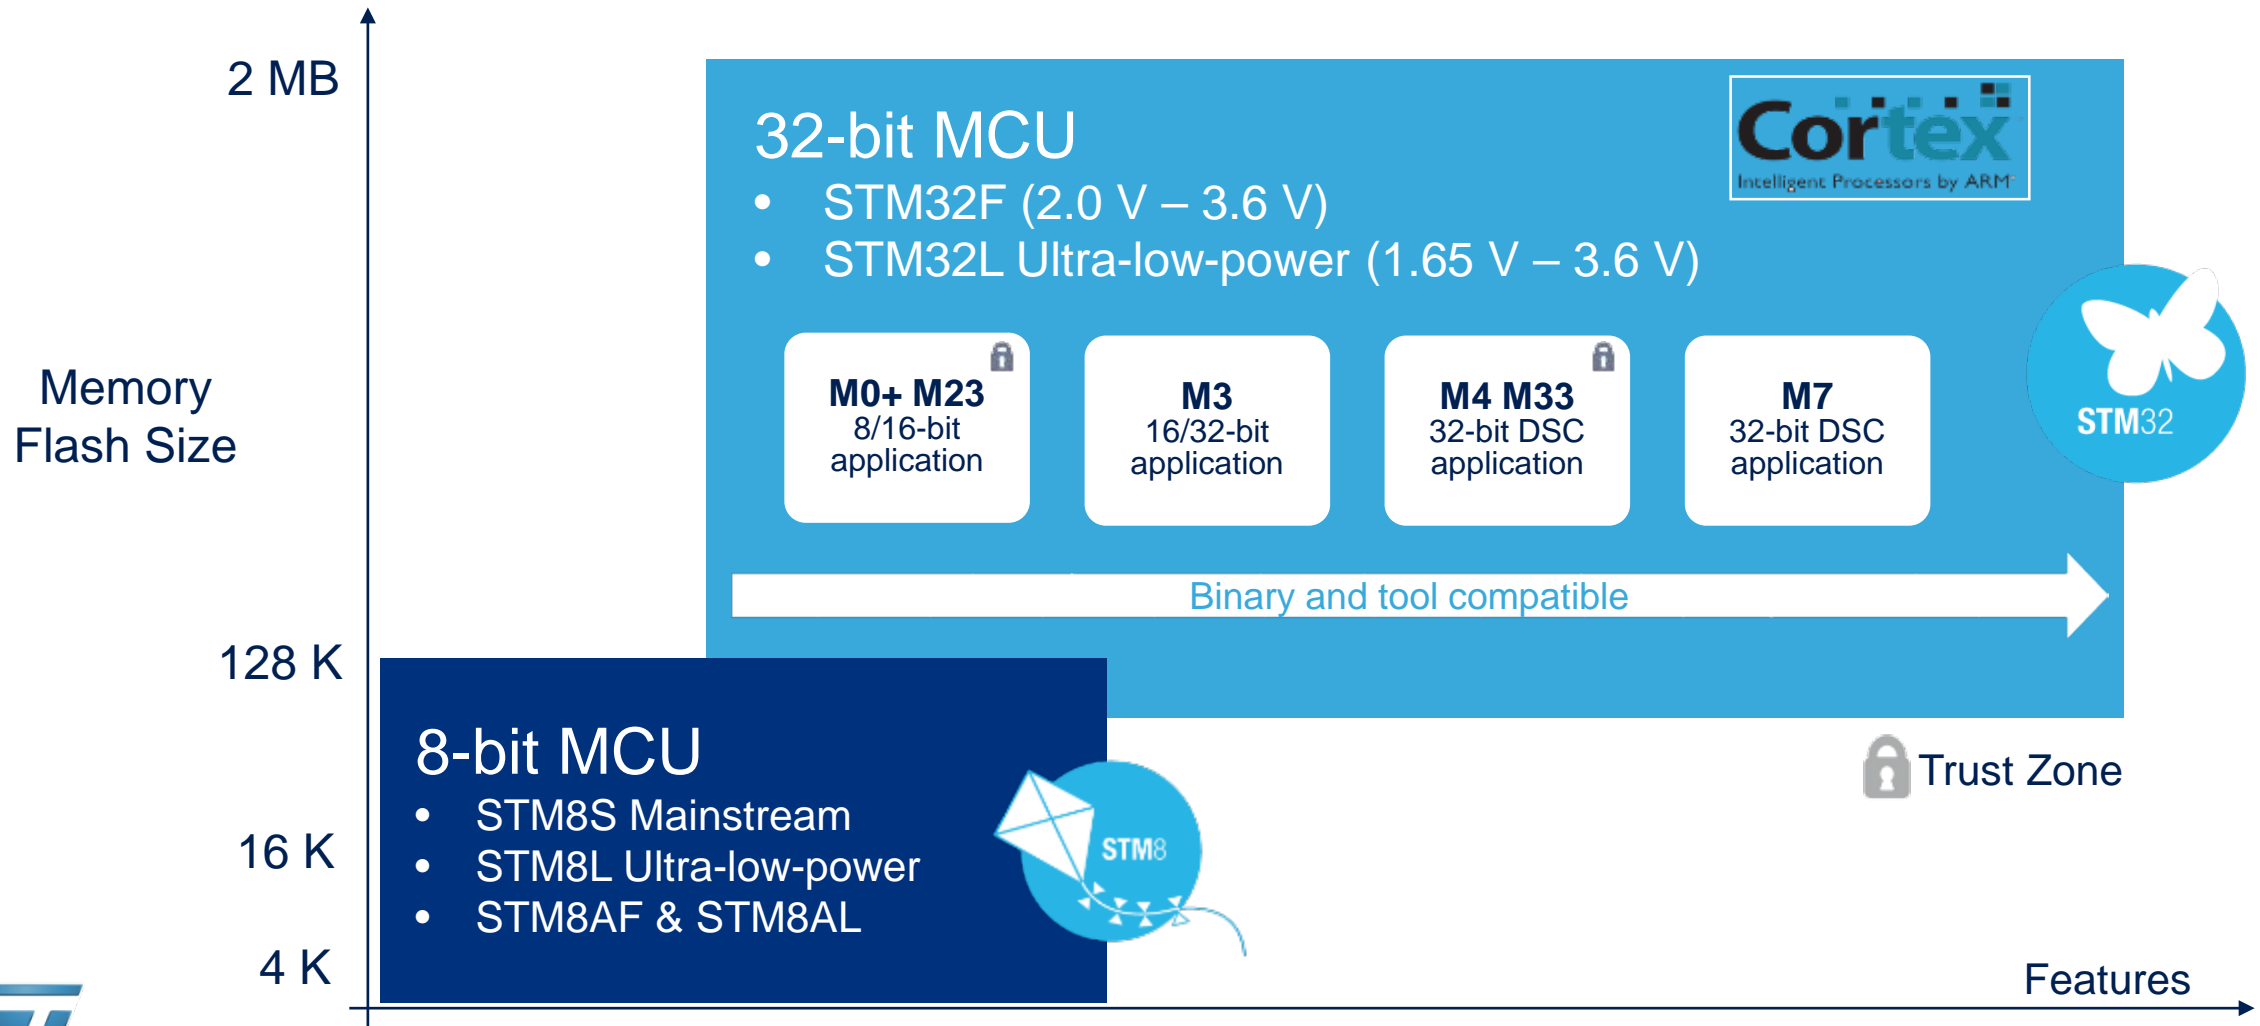 2 MB
32-bit MCU
• STM32F (2.0 V – 3.6 V)
• STM32L Ultra-low-power (1.65 V – 3.6 V)
Cortex
Intelligent Processors by ARM
Memory
Flash Size
M0+ M23
8/16-bit
application
M3
16/32-bit
application
M4 M33
32-bit DSC
application
M7
32-bit DSC
application
STM32
Binary and tool compatible
128 K
8-bit MCU
• STM8S Mainstream
• STM8L Ultra-low-power
• STM8AF & STM8AL
STM8
Trust Zone
16 K
4 K
Features